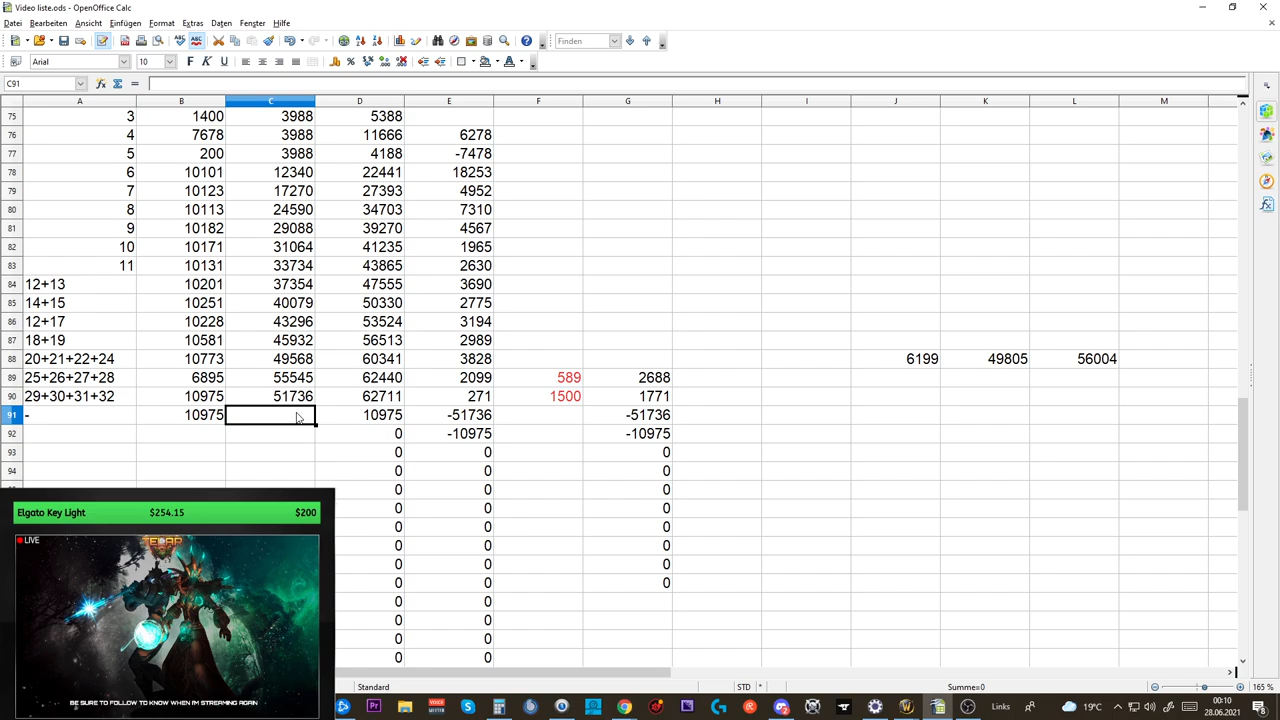 Video liste.ods - OpenOffice Calc
Datei Bearbeiten Ansicht Einfügen Format Extras Daten Fenster Hilfe
Finden
Arial 10
C91
A B C D E F G H I J K L M
75 3 1400 3988 5388
76 4 7678 3988 11666 6278
77 5 200 3988 4188 -7478
78 6 10101 12340 22441 18253
79 7 10123 17270 27393 4952
80 8 10113 24590 34703 7310
81 9 10182 29088 39270 4567
82 10 10171 31064 41235 1965
83 11 10131 33734 43865 2630
84 12+13 10201 37354 47555 3690
85 14+15 10251 40079 50330 2775
86 12+17 10228 43296 53524 3194
87 18+19 10581 45932 56513 2989
88 20+21+22+24 10773 49568 60341 3828 6199 49805 56004
89 25+26+27+28 6895 55545 62440 2099 589 2688
90 29+30+31+32 10975 51736 62711 271 1500 1771
91 - 10975 10975 -51736 -51736
92 0 -10975 -10975
93 0 0 0
94 0 0 0
0 0 0
0 0 0
0 0 0
0 0 0
0 0 0
0 0 0
0 0
0 0
0 0
0 0
Elgato Key Light $254.15 $200
LIVE
BE SURE TO FOLLOW TO KNOW WHEN I'M STREAMING AGAIN
Standard STD * Summe=0 165 %
Links 19°C 00:10
28.06.2021